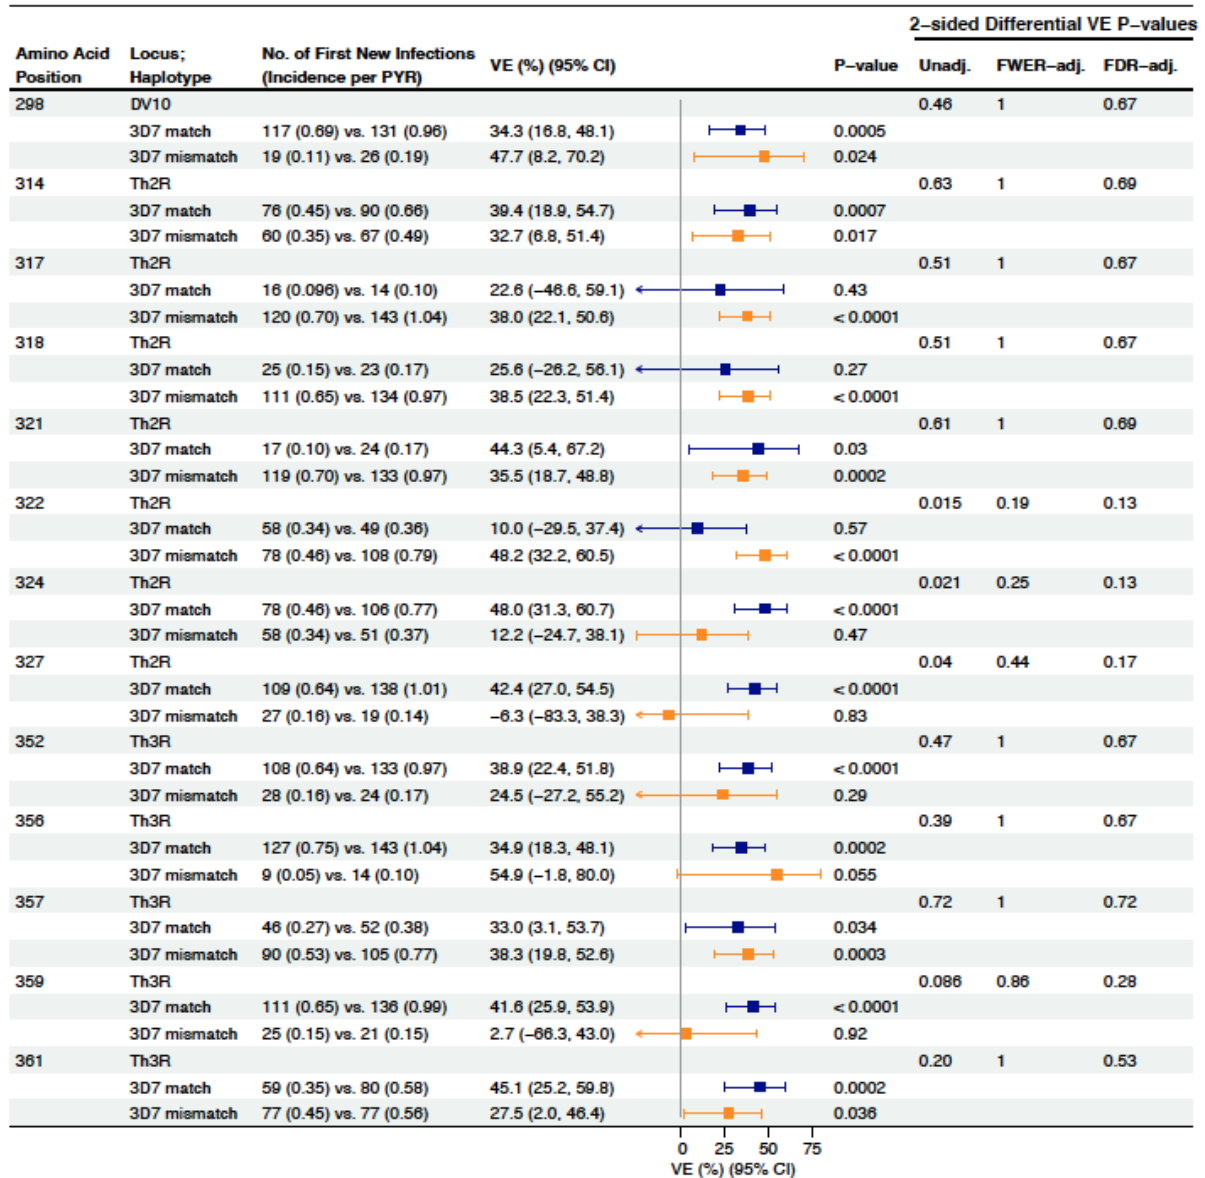 2–sided Differential VE P–values
Amino Acid Position Locus; Haplotype No. of First New Infections (Incidence per PYR) VE (%) (95% CI) P–value Unadj. FWER–adj. FDR–adj.
298 DV10 0.46 1 0.67
3D7 match 117 (0.69) vs. 131 (0.96) 34.3 (16.8, 48.1) 0.0005
3D7 mismatch 19 (0.11) vs. 26 (0.19) 47.7 (8.2, 70.2) 0.024
314 Th2R 0.63 1 0.69
3D7 match 76 (0.45) vs. 90 (0.66) 39.4 (18.9, 54.7) 0.0007
3D7 mismatch 60 (0.35) vs. 67 (0.49) 32.7 (6.8, 51.4) 0.017
317 Th2R 0.51 1 0.67
3D7 match 16 (0.096) vs. 14 (0.10) 22.6 (−46.6, 59.1) 0.43
3D7 mismatch 120 (0.70) vs. 143 (1.04) 38.0 (22.1, 50.6) < 0.0001
318 Th2R 0.51 1 0.67
3D7 match 25 (0.15) vs. 23 (0.17) 25.6 (−26.2, 56.1) 0.27
3D7 mismatch 111 (0.65) vs. 134 (0.97) 38.5 (22.3, 51.4) < 0.0001
321 Th2R 0.61 1 0.69
3D7 match 17 (0.10) vs. 24 (0.17) 44.3 (5.4, 67.2) 0.03
3D7 mismatch 119 (0.70) vs. 133 (0.97) 35.5 (18.7, 48.8) 0.0002
322 Th2R 0.015 0.19 0.13
3D7 match 58 (0.34) vs. 49 (0.36) 10.0 (−29.5, 37.4) 0.57
3D7 mismatch 78 (0.46) vs. 108 (0.79) 48.2 (32.2, 60.5) < 0.0001
324 Th2R 0.021 0.25 0.13
3D7 match 78 (0.46) vs. 106 (0.77) 48.0 (31.3, 60.7) < 0.0001
3D7 mismatch 58 (0.34) vs. 51 (0.37) 12.2 (−24.7, 38.1) 0.47
327 Th2R 0.04 0.44 0.17
3D7 match 109 (0.64) vs. 138 (1.01) 42.4 (27.0, 54.5) < 0.0001
3D7 mismatch 27 (0.16) vs. 19 (0.14) −6.3 (−83.3, 38.3) 0.83
352 Th3R 0.47 1 0.67
3D7 match 108 (0.64) vs. 133 (0.97) 38.9 (22.4, 51.8) < 0.0001
3D7 mismatch 28 (0.16) vs. 24 (0.17) 24.5 (−27.2, 55.2) 0.29
356 Th3R 0.39 1 0.67
3D7 match 127 (0.75) vs. 143 (1.04) 34.9 (18.3, 48.1) 0.0002
3D7 mismatch 9 (0.05) vs. 14 (0.10) 54.9 (−1.8, 80.0) 0.055
357 Th3R 0.72 1 0.72
3D7 match 46 (0.27) vs. 52 (0.38) 33.0 (3.1, 53.7) 0.034
3D7 mismatch 90 (0.53) vs. 105 (0.77) 38.3 (19.8, 52.6) 0.0003
359 Th3R 0.086 0.86 0.28
3D7 match 111 (0.65) vs. 136 (0.99) 41.6 (25.9, 53.9) < 0.0001
3D7 mismatch 25 (0.15) vs. 21 (0.15) 2.7 (−66.3, 43.0) 0.92
361 Th3R 0.20 1 0.53
3D7 match 59 (0.35) vs. 80 (0.58) 45.1 (25.2, 59.8) 0.0002
3D7 mismatch 77 (0.45) vs. 77 (0.56) 27.5 (2.0, 46.4) 0.036
0 25 50 75
VE (%) (95% CI)